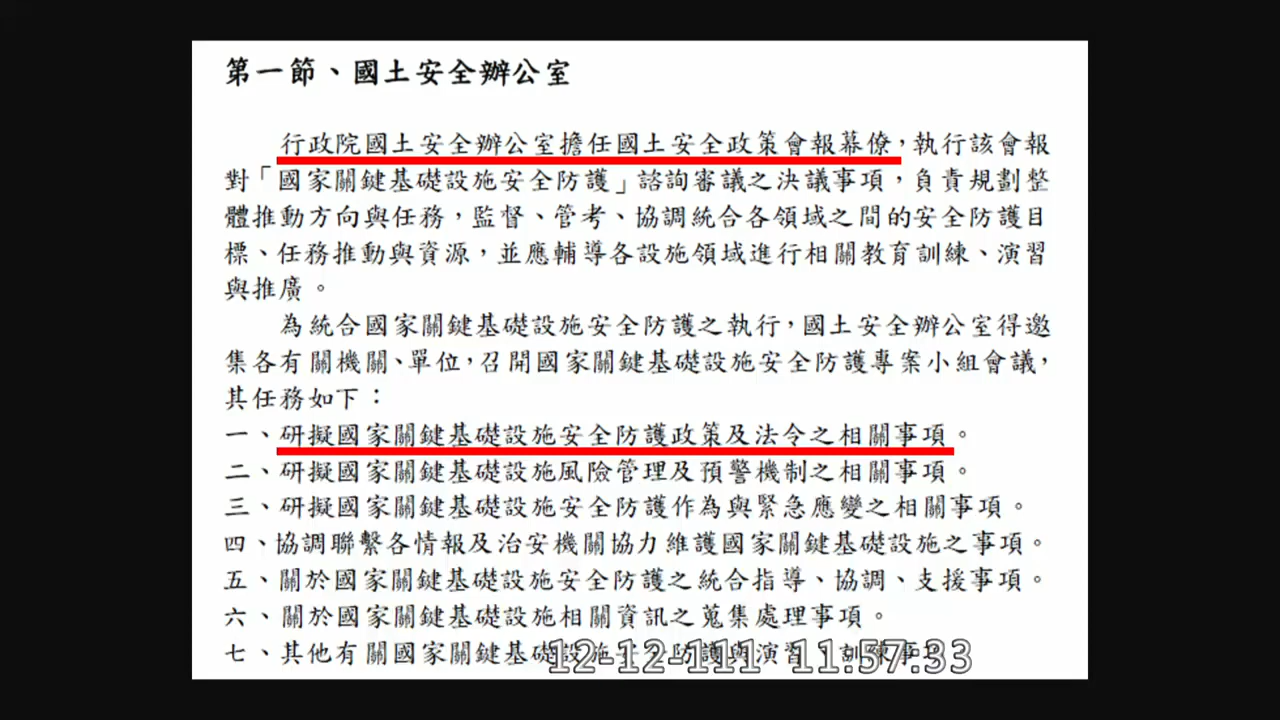 第一節、國土安全辦公室
行政院國土安全辦公室擔任國土安全政策會報幕僚，執行該會報
對「國家關鍵基礎設施安全防護」諮詢審議之決議事項，負責規劃整
體推動方向與任務，監督、管考、協調統合各領域之間的安全防護目
標、任務推動與資源，並應輔導各設施領域進行相關教育訓練、演習
與推廣。
為統合國家關鍵基礎設施安全防護之執行，國土安全辦公室得邀
集各有關機關、單位，召開國家關鍵基礎設施安全防護專案小組會議，
其任務如下：
一、研擬國家關鍵基礎設施安全防護政策及法令之相關事項。
二、研擬國家關鍵基礎設施風險管理及預警機制之相關事項。
三、研擬國家關鍵基礎設施安全防護作為與緊急應變之相關事項。
四、協調聯繫各情報及治安機關協力維護國家關鍵基礎設施之事項。
五、關於國家關鍵基礎設施安全防護之統合指導、協調、支援事項。
六、關於國家關鍵基礎設施相關資訊之蒐集處理事項。
七、其他有關國家關鍵基礎設施安全防護與演習、訓練事項
12-12-111 11:57:33